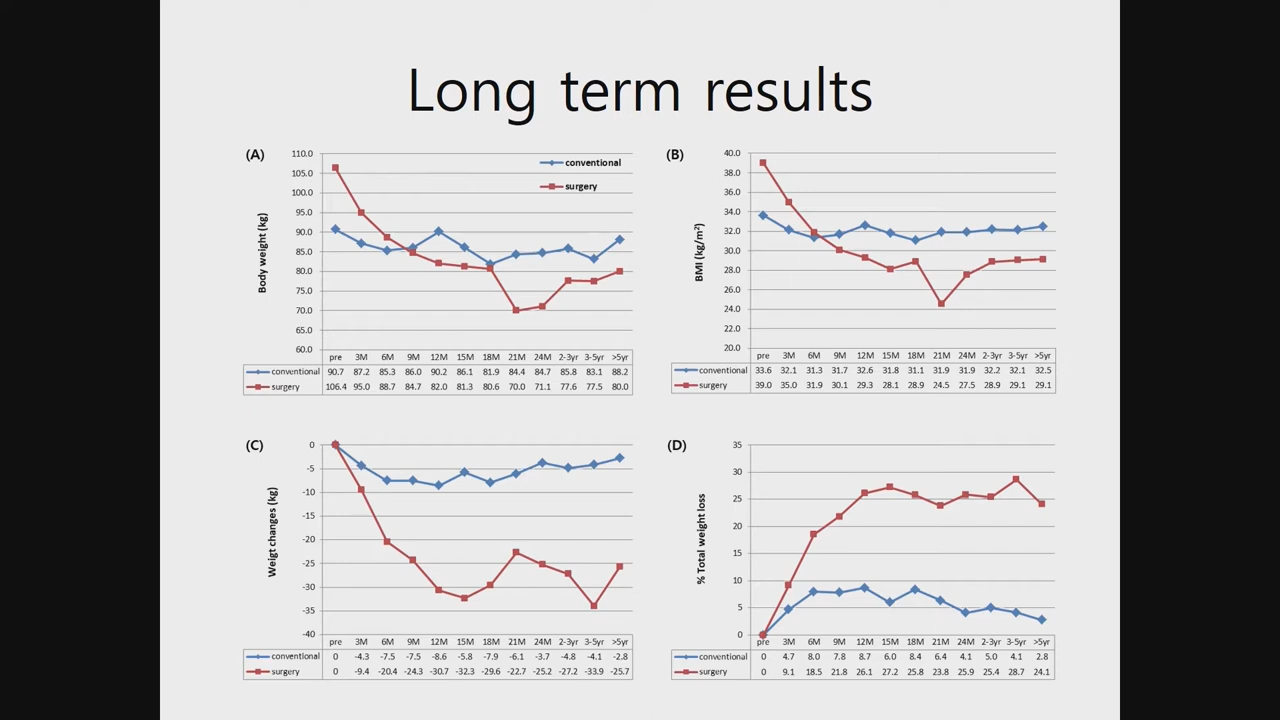 Long term results
(A)
Body weight (kg)
110.0
105.0
100.0
95.0
90.0
85.0
80.0
75.0
70.0
65.0
60.0
conventional
surgery
pre 3M 6M 9M 12M 15M 18M 21M 24M 2-3yr 3-5yr >5yr
conventional 90.7 87.2 85.3 86.0 90.2 86.1 81.9 84.4 84.7 85.8 83.1 88.2
surgery 106.4 95.0 88.7 84.7 82.0 81.3 80.6 70.0 71.1 77.6 77.5 80.0
(B)
BMI (kg/m²)
40.0
38.0
36.0
34.0
32.0
30.0
28.0
26.0
24.0
22.0
20.0
pre 3M 6M 9M 12M 15M 18M 21M 24M 2-3yr 3-5yr >5yr
conventional 33.6 32.1 31.3 31.7 32.6 31.8 31.1 31.9 31.9 32.2 32.1 32.5
surgery 39.0 35.0 31.9 30.1 29.3 28.1 28.9 24.5 27.5 28.9 29.1 29.1
(C)
Weigt changes (kg)
0
-5
-10
-15
-20
-25
-30
-35
-40
pre 3M 6M 9M 12M 15M 18M 21M 24M 2-3yr 3-5yr >5yr
conventional 0 -4.3 -7.5 -7.5 -8.6 -5.8 -7.9 -6.1 -3.7 -4.8 -4.1 -2.8
surgery 0 -9.4 -20.4 -24.3 -30.7 -32.3 -29.6 -22.7 -25.2 -27.2 -33.9 -25.7
(D)
% Total weight loss
35
30
25
20
15
10
5
0
pre 3M 6M 9M 12M 15M 18M 21M 24M 2-3yr 3-5yr >5yr
conventional 0 4.7 8.0 7.8 8.7 6.0 8.4 6.4 4.1 5.0 4.1 2.8
surgery 0 9.1 18.5 21.8 26.1 27.2 25.8 23.8 25.9 25.4 28.7 24.1